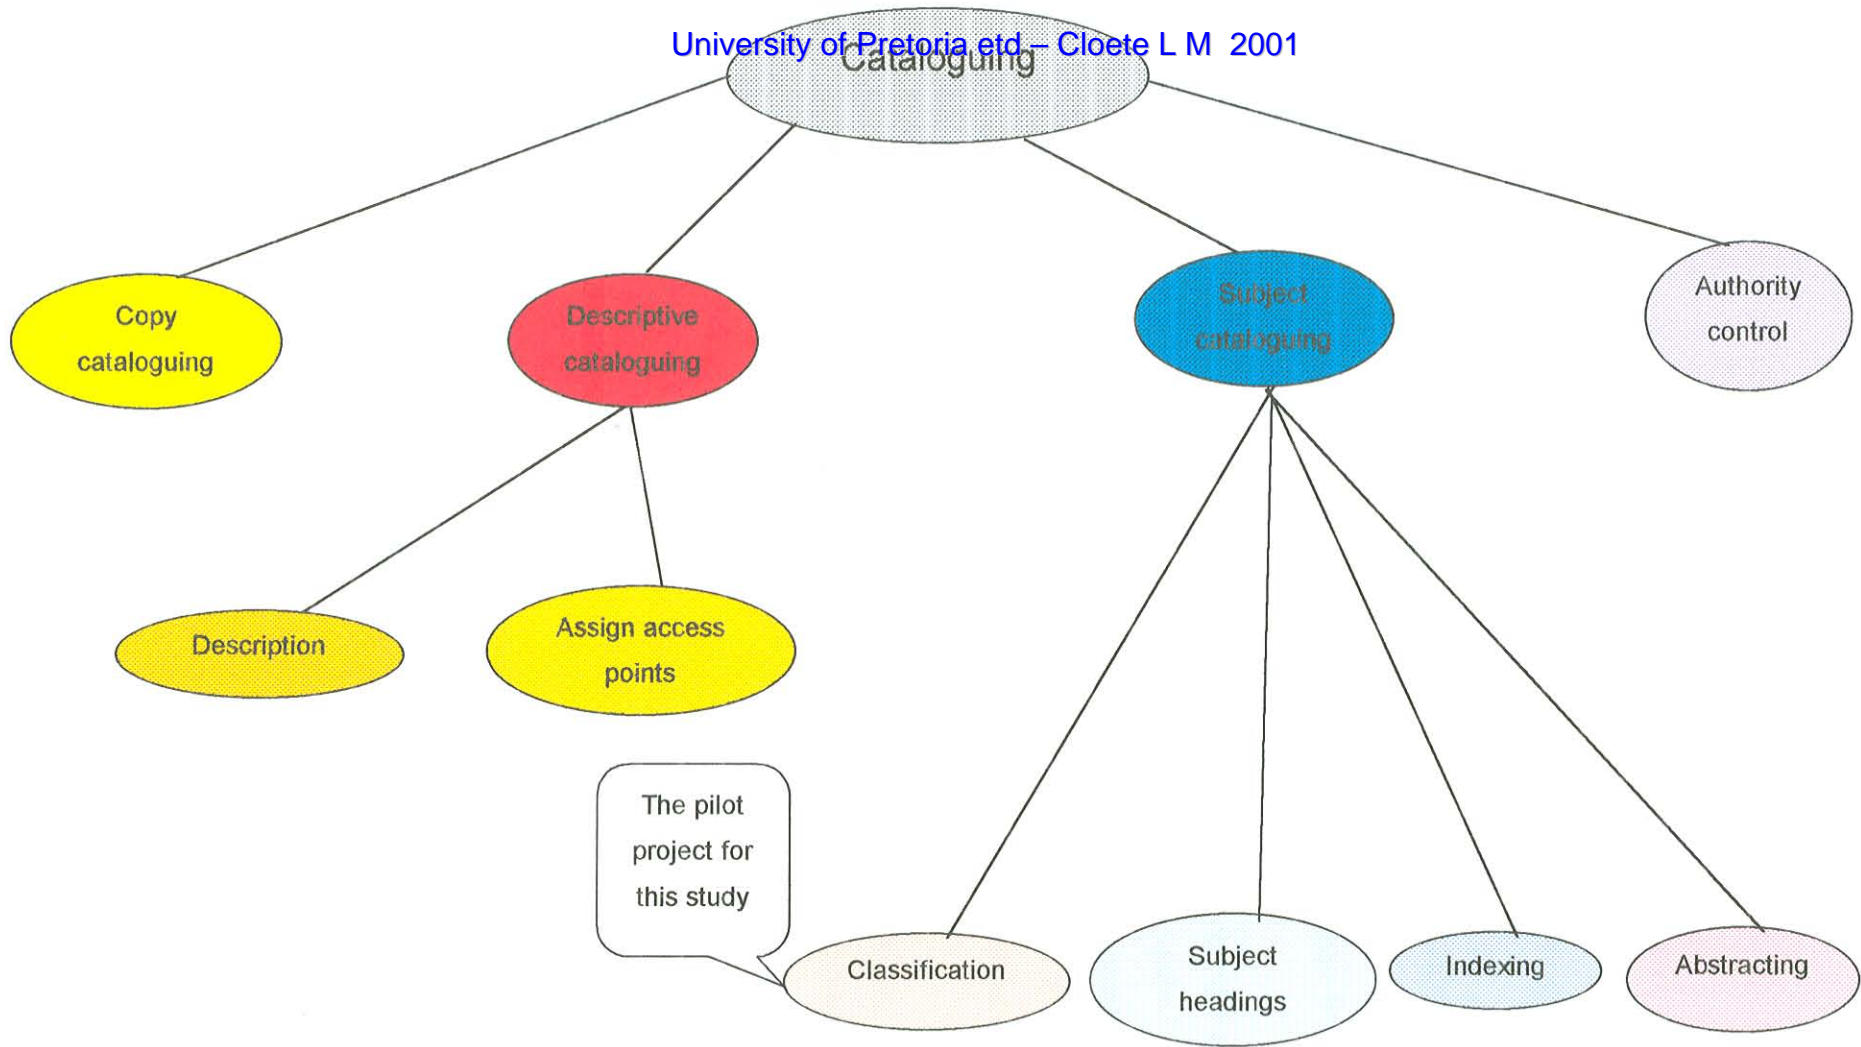 University of Pretoria etd – Cloete L M 2001
Cataloguing
Copy
cataloguing
Descriptive
cataloguing
Subject
cataloguing
Authority
control
Description
Assign access
points
The pilot
project for
this study
Classification
Subject
headings
Indexing
Abstracting